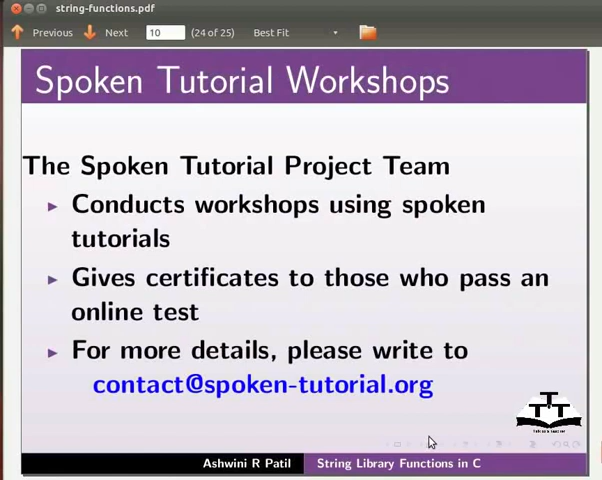 string-functions.pdf
Previous Next 10 (24 of 25) Best Fit
Spoken Tutorial Workshops
The Spoken Tutorial Project Team
Conducts workshops using spoken
tutorials
Gives certificates to those who pass an
online test
For more details, please write to
contact@spoken-tutorial.org
Ashwini R Patil String Library Functions in C